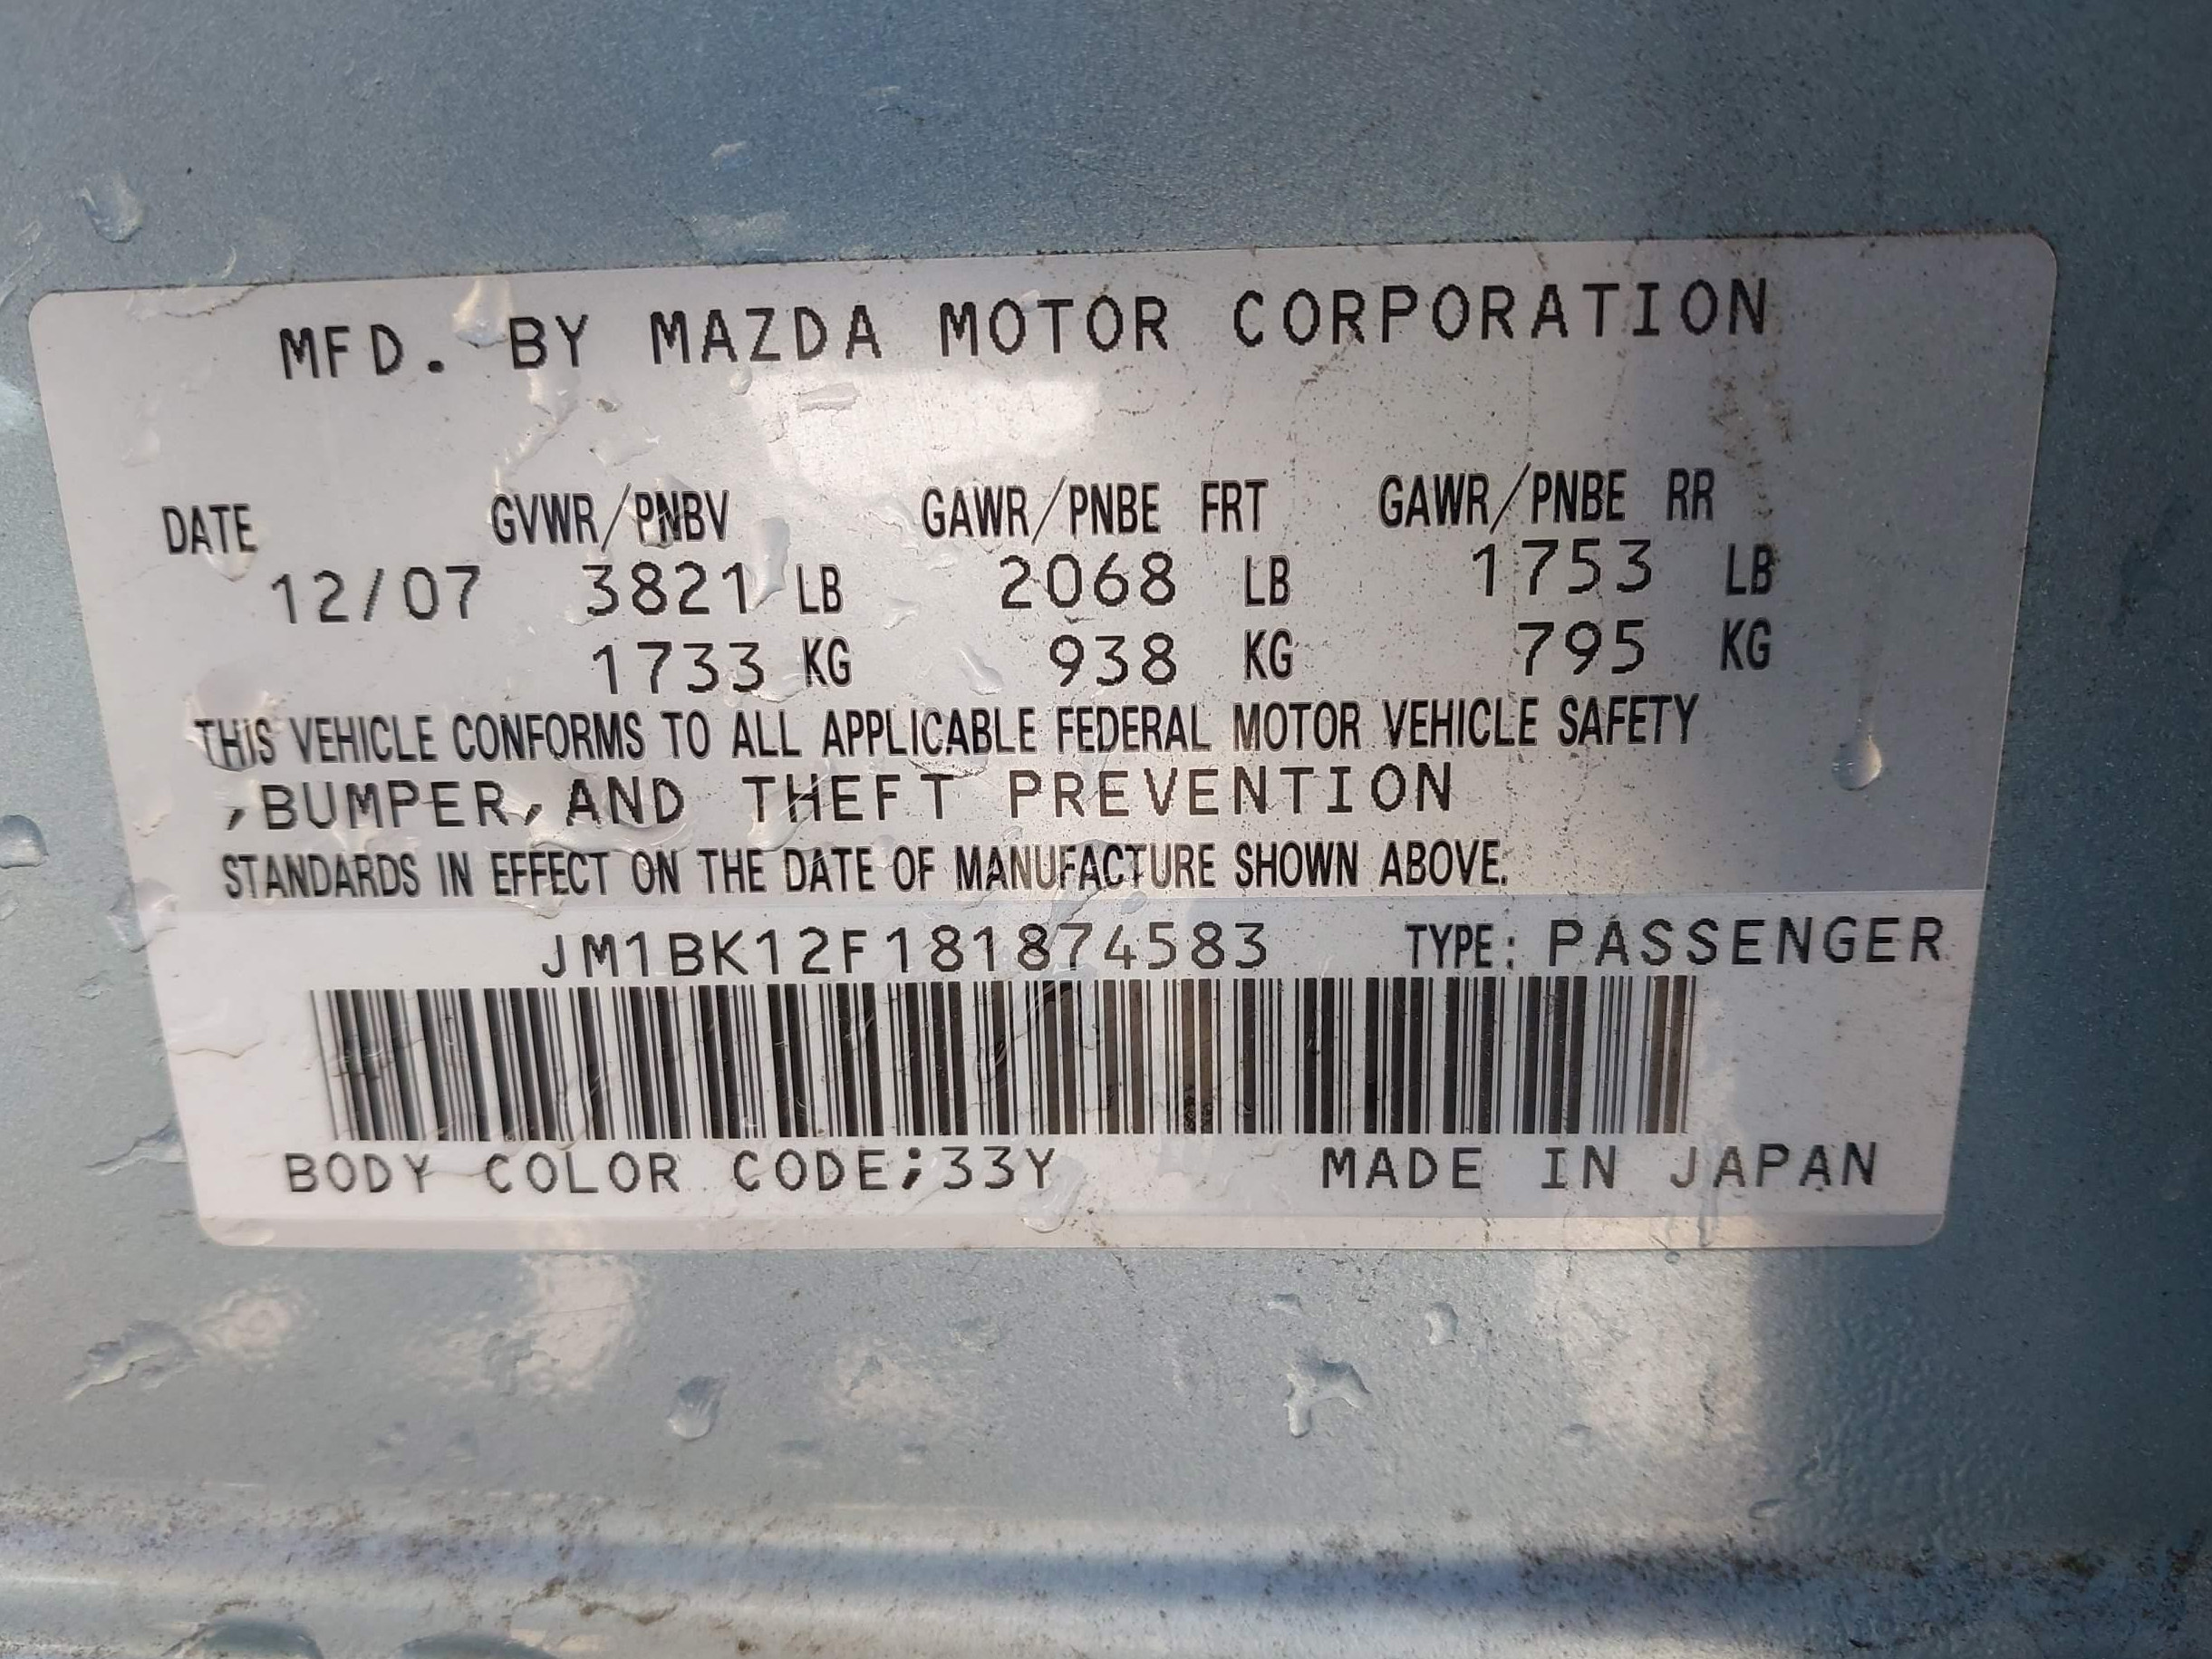 MFD. BY MAZDA MOTOR CORPORATION
DATE GVWR/PNBV GAWR/PNBE FRT GAWR/PNBE RR
12/07 3821 LB 2068 LB 1753 LB
1733 KG 938 KG 795 KG
THIS VEHICLE CONFORMS TO ALL APPLICABLE FEDERAL MOTOR VEHICLE SAFETY
,BUMPER,AND THEFT PREVENTION
STANDARDS IN EFFECT ON THE DATE OF MANUFACTURE SHOWN ABOVE.
JM1BK12F181874583 TYPE: PASSENGER
BODY COLOR CODE;33Y MADE IN JAPAN